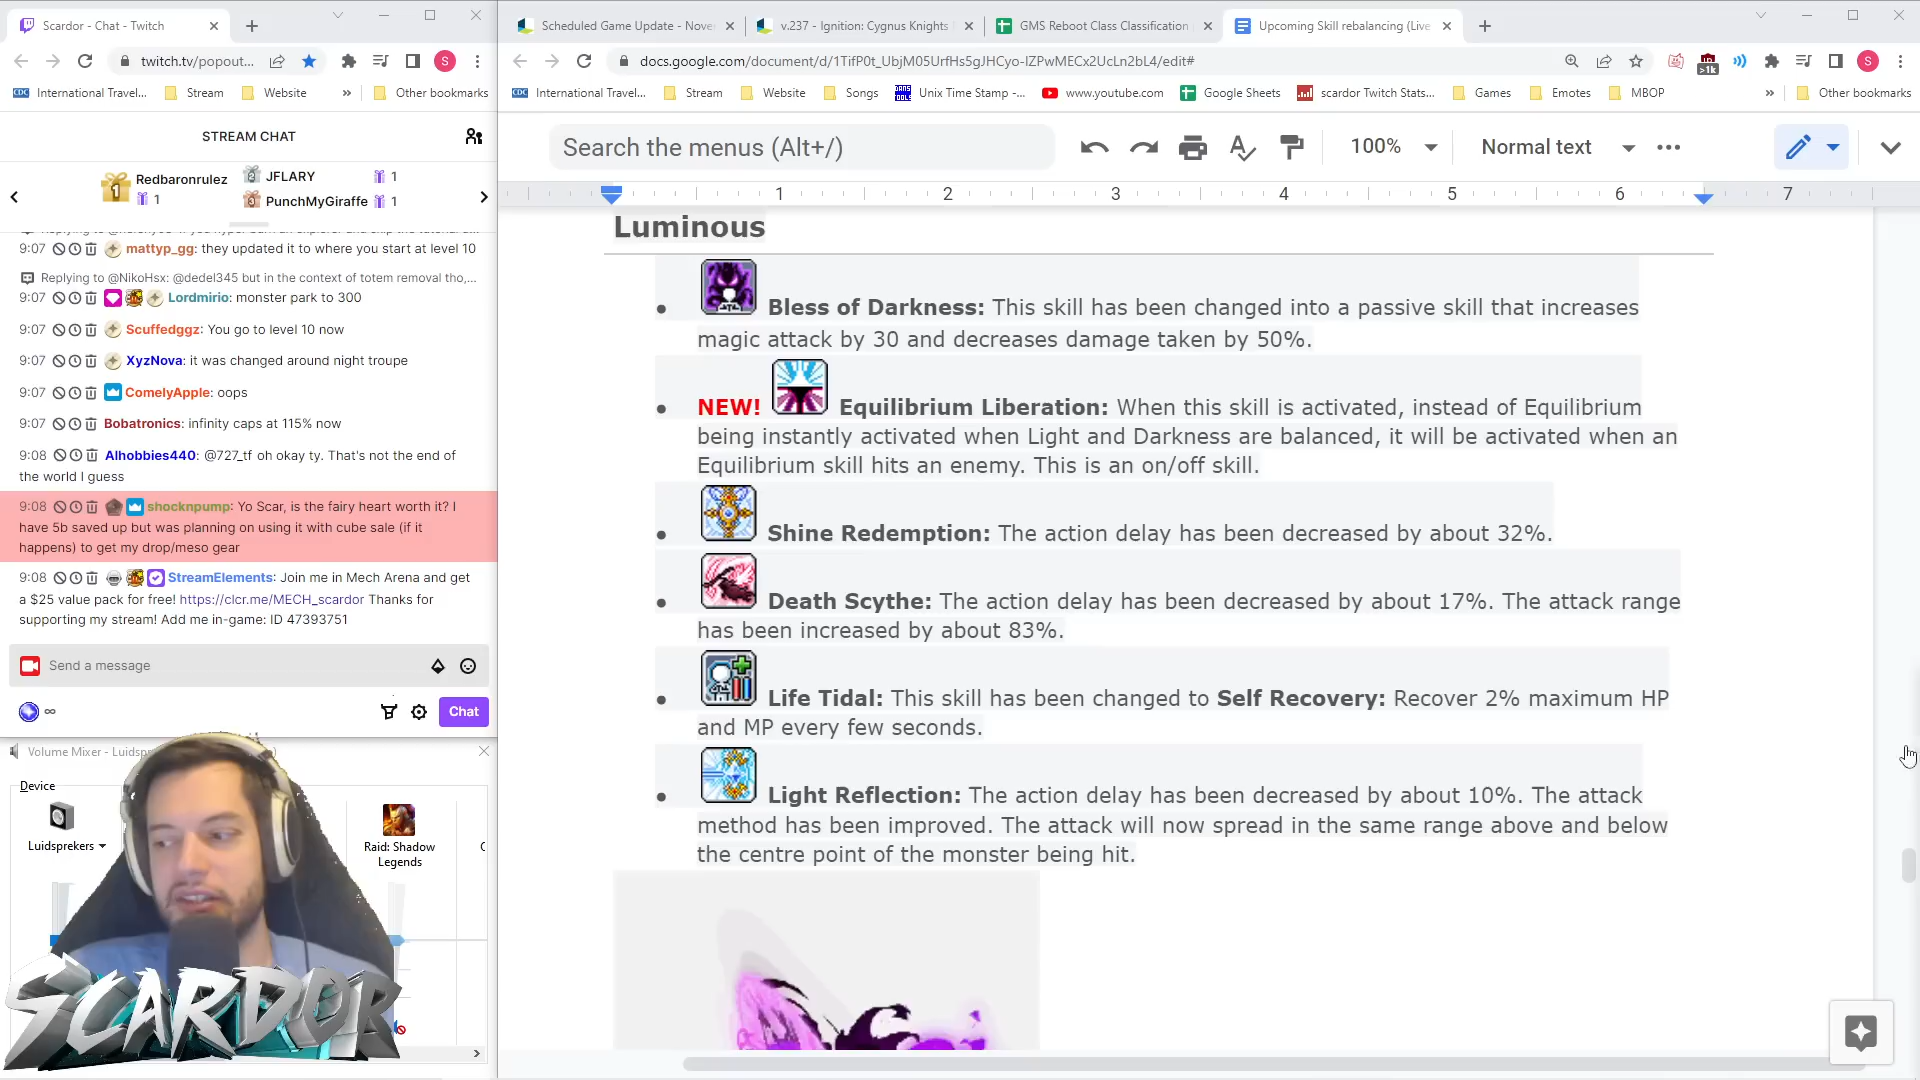 Scardor - Chat - Twitch
Scheduled Game Update - Nove
v.237 - Ignition: Cygnus Knights
GMS Reboot Class Classification
Upcoming Skill rebalancing (Live
twitch.tv/popout...
docs.google.com/document/d/1TifP0t_UbjM05UrfHs5gJHCyo-IZPwMECx2UcLn2bL4/edit#
S
S
International Travel...
Stream
Website
»
Other bookmarks
International Travel...
Stream
Website
Songs
Unix Time Stamp -...
www.youtube.com
Google Sheets
scardor Twitch Stats...
Games
Emotes
MBOP
»
Other bookmarks
STREAM CHAT
Redbaronrulez
1
JFLARY 1
PunchMyGiraffe 1
9:07 mattyp_gg: they updated it to where you start at level 10
Replying to @NikoHsx: @dedel345 but in the context of totem removal tho,...
9:07 Lordmirio: monster park to 300
9:07 Scuffedggz: You go to level 10 now
9:07 XyzNova: it was changed around night troupe
9:07 ComelyApple: oops
9:07 Bobatronics: infinity caps at 115% now
9:08 Alhobbies440: @727_tf oh okay ty. That's not the end of
the world I guess
9:08 shocknpump: Yo Scar, is the fairy heart worth it? I
have 5b saved up but was planning on using it with cube sale (if it
happens) to get my drop/meso gear
9:08 StreamElements: Join me in Mech Arena and get
a $25 value pack for free! https://clcr.me/MECH_scardor Thanks for
supporting my stream! Add me in-game: ID 47393751
Send a message
∞
Chat
Volume Mixer - Luidspre
Device
Luidsprekers
Raid: Shadow
Legends
SCARDOR
Search the menus (Alt+/)
100%
Normal text
1 2 3 4 5 6 7
Luminous
• Bless of Darkness: This skill has been changed into a passive skill that increases
magic attack by 30 and decreases damage taken by 50%.
• NEW! Equilibrium Liberation: When this skill is activated, instead of Equilibrium
being instantly activated when Light and Darkness are balanced, it will be activated when an
Equilibrium skill hits an enemy. This is an on/off skill.
• Shine Redemption: The action delay has been decreased by about 32%.
• Death Scythe: The action delay has been decreased by about 17%. The attack range
has been increased by about 83%.
• Life Tidal: This skill has been changed to Self Recovery: Recover 2% maximum HP
and MP every few seconds.
• Light Reflection: The action delay has been decreased by about 10%. The attack
method has been improved. The attack will now spread in the same range above and below
the centre point of the monster being hit.